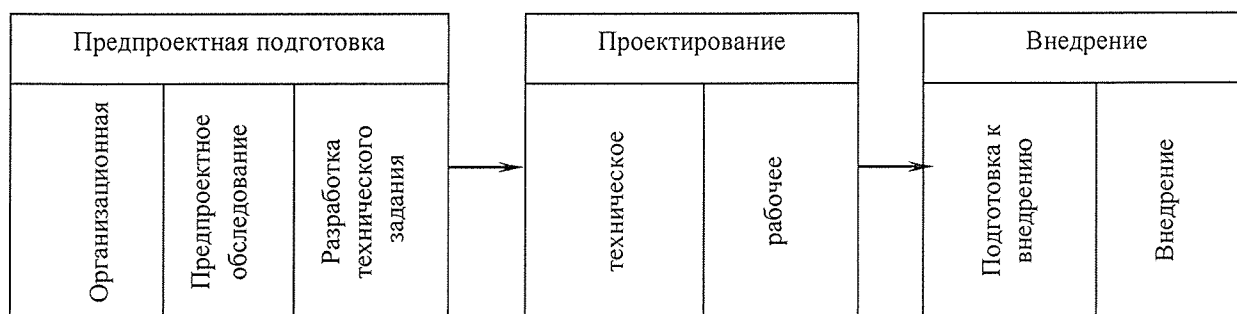 Предпроектная подготовка
Организационная
Предпроектное
обследование
Разработка
технического
задания
Проектирование
техническое
рабочее
Внедрение
Подготовка к
внедрению
Внедрение